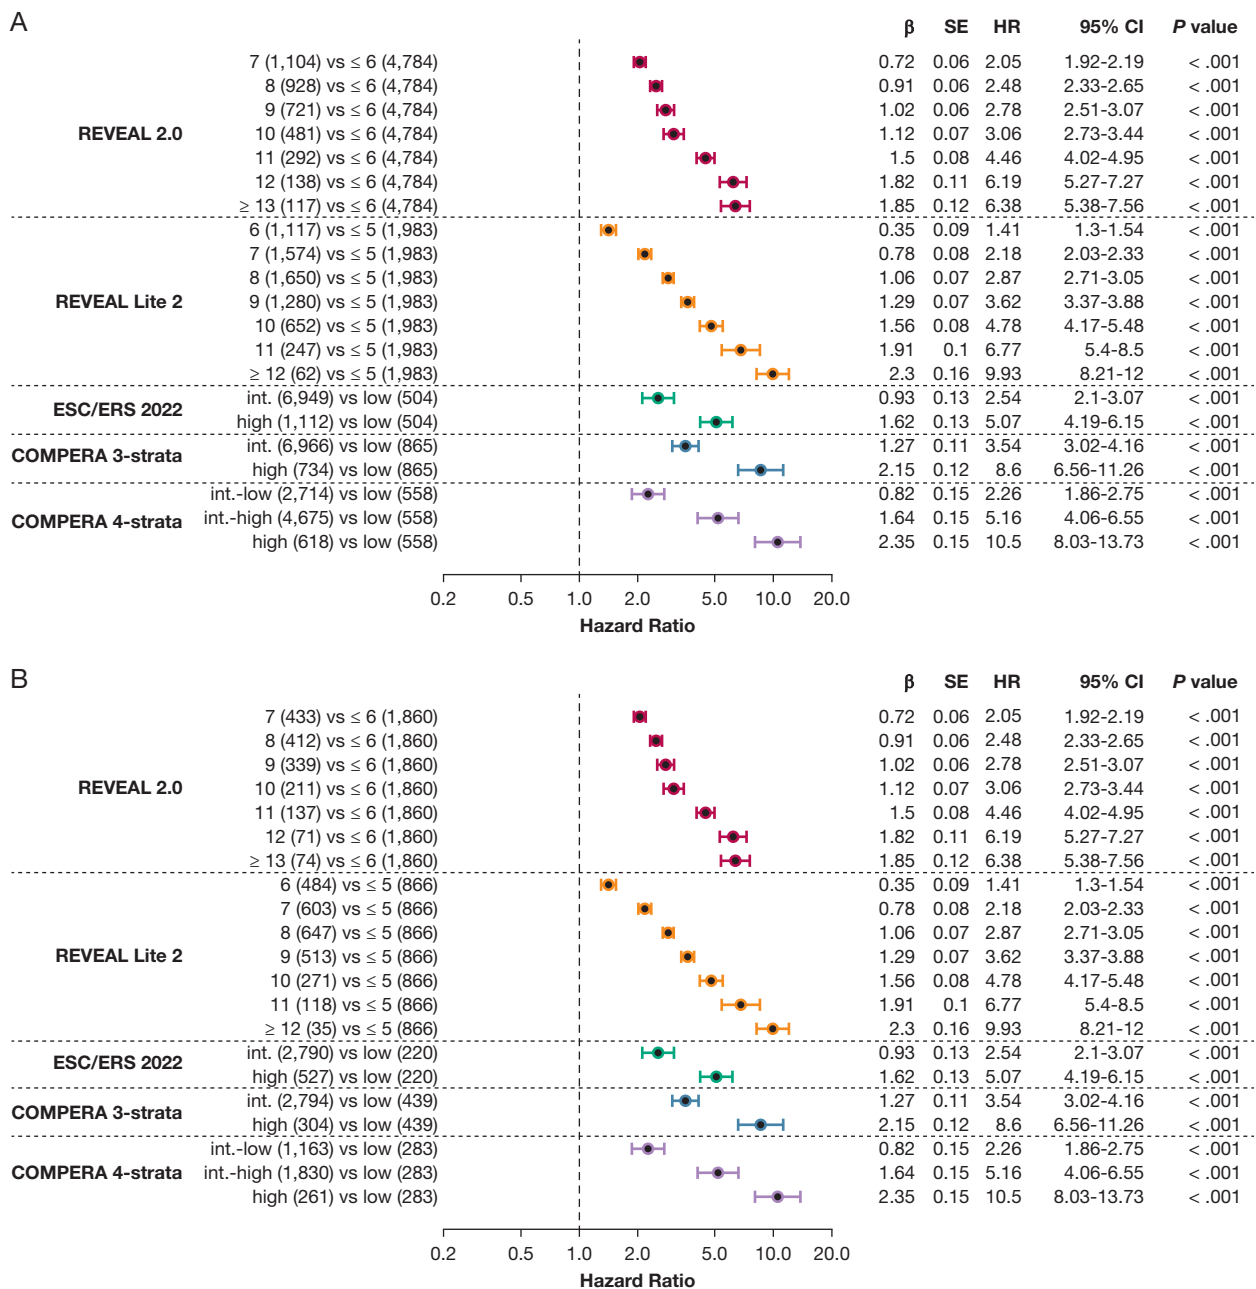 A
β SE HR 95% CI P value
7 (1,104) vs ≤ 6 (4,784) 0.72 0.06 2.05 1.92-2.19 < .001
8 (928) vs ≤ 6 (4,784) 0.91 0.06 2.48 2.33-2.65 < .001
9 (721) vs ≤ 6 (4,784) 1.02 0.06 2.78 2.51-3.07 < .001
REVEAL 2.0 10 (481) vs ≤ 6 (4,784) 1.12 0.07 3.06 2.73-3.44 < .001
11 (292) vs ≤ 6 (4,784) 1.5 0.08 4.46 4.02-4.95 < .001
12 (138) vs ≤ 6 (4,784) 1.82 0.11 6.19 5.27-7.27 < .001
≥ 13 (117) vs ≤ 6 (4,784) 1.85 0.12 6.38 5.38-7.56 < .001
6 (1,117) vs ≤ 5 (1,983) 0.35 0.09 1.41 1.3-1.54 < .001
7 (1,574) vs ≤ 5 (1,983) 0.78 0.08 2.18 2.03-2.33 < .001
8 (1,650) vs ≤ 5 (1,983) 1.06 0.07 2.87 2.71-3.05 < .001
REVEAL Lite 2 9 (1,280) vs ≤ 5 (1,983) 1.29 0.07 3.62 3.37-3.88 < .001
10 (652) vs ≤ 5 (1,983) 1.56 0.08 4.78 4.17-5.48 < .001
11 (247) vs ≤ 5 (1,983) 1.91 0.1 6.77 5.4-8.5 < .001
≥ 12 (62) vs ≤ 5 (1,983) 2.3 0.16 9.93 8.21-12 < .001
ESC/ERS 2022
int. (6,949) vs low (504) 0.93 0.13 2.54 2.1-3.07 < .001
high (1,112) vs low (504) 1.62 0.13 5.07 4.19-6.15 < .001
COMPERA 3-strata
int. (6,966) vs low (865) 1.27 0.11 3.54 3.02-4.16 < .001
high (734) vs low (865) 2.15 0.12 8.6 6.56-11.26 < .001
int.-low (2,714) vs low (558) 0.82 0.15 2.26 1.86-2.75 < .001
COMPERA 4-strata int.-high (4,675) vs low (558) 1.64 0.15 5.16 4.06-6.55 < .001
high (618) vs low (558) 2.35 0.15 10.5 8.03-13.73 < .001
0.2 0.5 1.0 2.0 5.0 10.0 20.0
Hazard Ratio
B
β SE HR 95% CI P value
7 (433) vs ≤ 6 (1,860) 0.72 0.06 2.05 1.92-2.19 < .001
8 (412) vs ≤ 6 (1,860) 0.91 0.06 2.48 2.33-2.65 < .001
9 (339) vs ≤ 6 (1,860) 1.02 0.06 2.78 2.51-3.07 < .001
REVEAL 2.0 10 (211) vs ≤ 6 (1,860) 1.12 0.07 3.06 2.73-3.44 < .001
11 (137) vs ≤ 6 (1,860) 1.5 0.08 4.46 4.02-4.95 < .001
12 (71) vs ≤ 6 (1,860) 1.82 0.11 6.19 5.27-7.27 < .001
≥ 13 (74) vs ≤ 6 (1,860) 1.85 0.12 6.38 5.38-7.56 < .001
6 (484) vs ≤ 5 (866) 0.35 0.09 1.41 1.3-1.54 < .001
7 (603) vs ≤ 5 (866) 0.78 0.08 2.18 2.03-2.33 < .001
8 (647) vs ≤ 5 (866) 1.06 0.07 2.87 2.71-3.05 < .001
REVEAL Lite 2 9 (513) vs ≤ 5 (866) 1.29 0.07 3.62 3.37-3.88 < .001
10 (271) vs ≤ 5 (866) 1.56 0.08 4.78 4.17-5.48 < .001
11 (118) vs ≤ 5 (866) 1.91 0.1 6.77 5.4-8.5 < .001
≥ 12 (35) vs ≤ 5 (866) 2.3 0.16 9.93 8.21-12 < .001
ESC/ERS 2022
int. (2,790) vs low (220) 0.93 0.13 2.54 2.1-3.07 < .001
high (527) vs low (220) 1.62 0.13 5.07 4.19-6.15 < .001
COMPERA 3-strata
int. (2,794) vs low (439) 1.27 0.11 3.54 3.02-4.16 < .001
high (304) vs low (439) 2.15 0.12 8.6 6.56-11.26 < .001
int.-low (1,163) vs low (283) 0.82 0.15 2.26 1.86-2.75 < .001
COMPERA 4-strata int.-high (1,830) vs low (283) 1.64 0.15 5.16 4.06-6.55 < .001
high (261) vs low (283) 2.35 0.15 10.5 8.03-13.73 < .001
0.2 0.5 1.0 2.0 5.0 10.0 20.0
Hazard Ratio